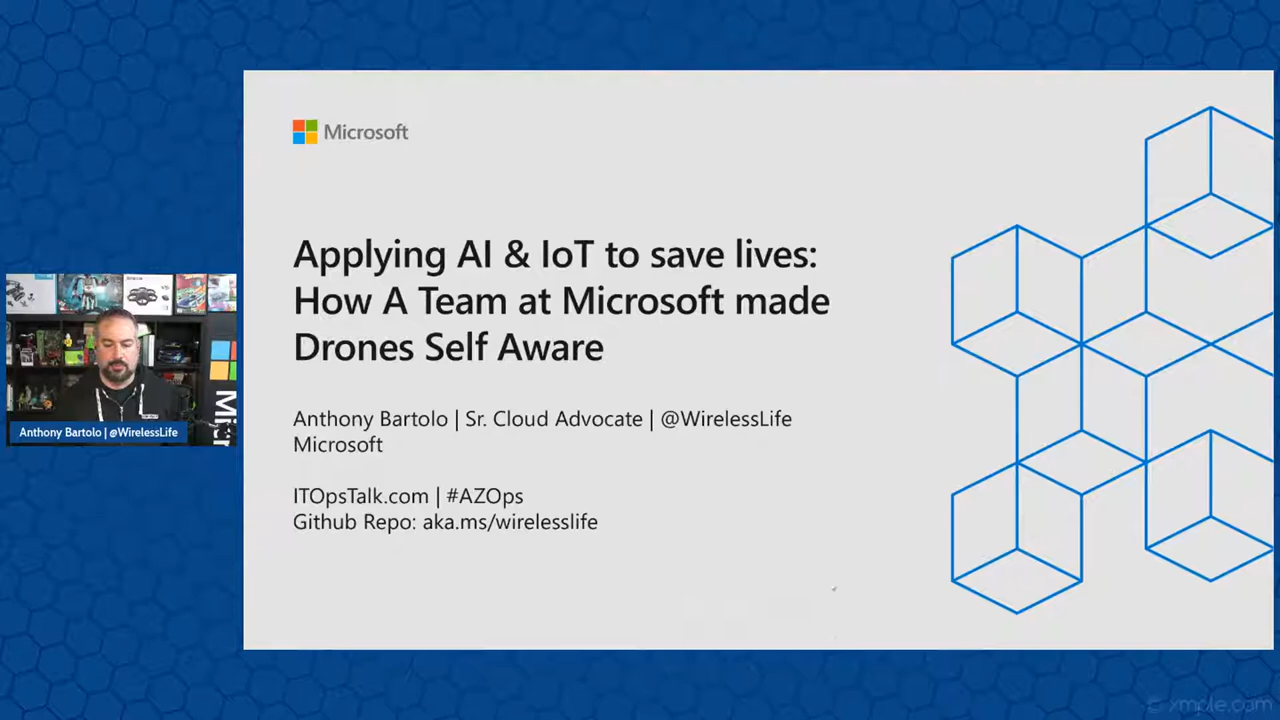 Microsoft
Applying AI & IoT to save lives:
How A Team at Microsoft made
Drones Self Aware
Anthony Bartolo | Sr. Cloud Advocate | @WirelessLife
Microsoft
ITOpsTalk.com | #AZOps
Github Repo: aka.ms/wirelesslife
Anthony Bartolo | @WirelessLife
Micr